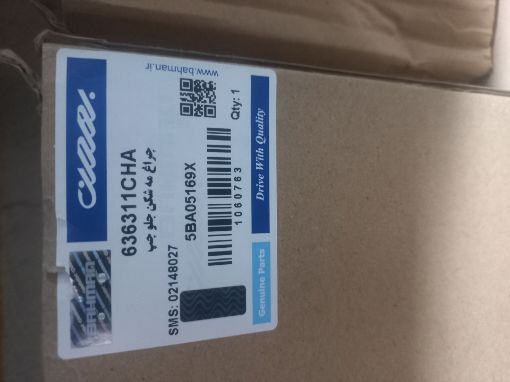 www.bahman.ir
Qty: 1
636311CHA
چراغ مه شکن جلو چپ
SMS: 02148027
5BA05169X
1060763
BAHMAN
Genuine Parts
Drive With Quality